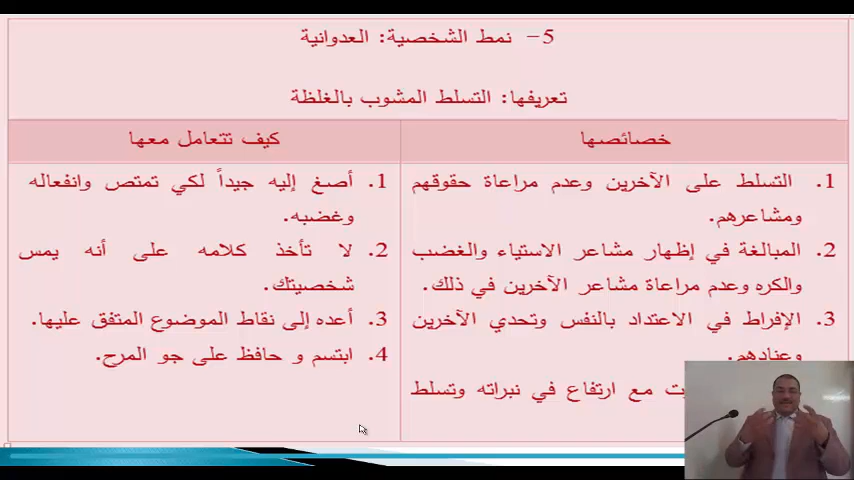 5- نمط الشخصية: العدوانية
تعريفها: التسلط المشوب بالغلظة
خصائصها
1. التسلط على الآخرين وعدم مراعاة حقوقهم
ومشاعرهم.
2. المبالغة في إظهار مشاعر الاستياء والغضب
والكره وعدم مراعاة مشاعر الآخرين في ذلك.
3. الإفراط في الاعتداد بالنفس وتحدي الآخرين
وعنادهم.
مع ارتفاع في نبراته وتسلط
كيف تتعامل معها
1. أصغ إليه جيداً لكي تمتص وانفعاله
وغضبه.
2. لا تأخذ كلامه على أنه يمس
شخصيتك.
3. أعده إلى نقاط الموضوع المتفق عليها.
4. ابتسم و حافظ على جو المرح.